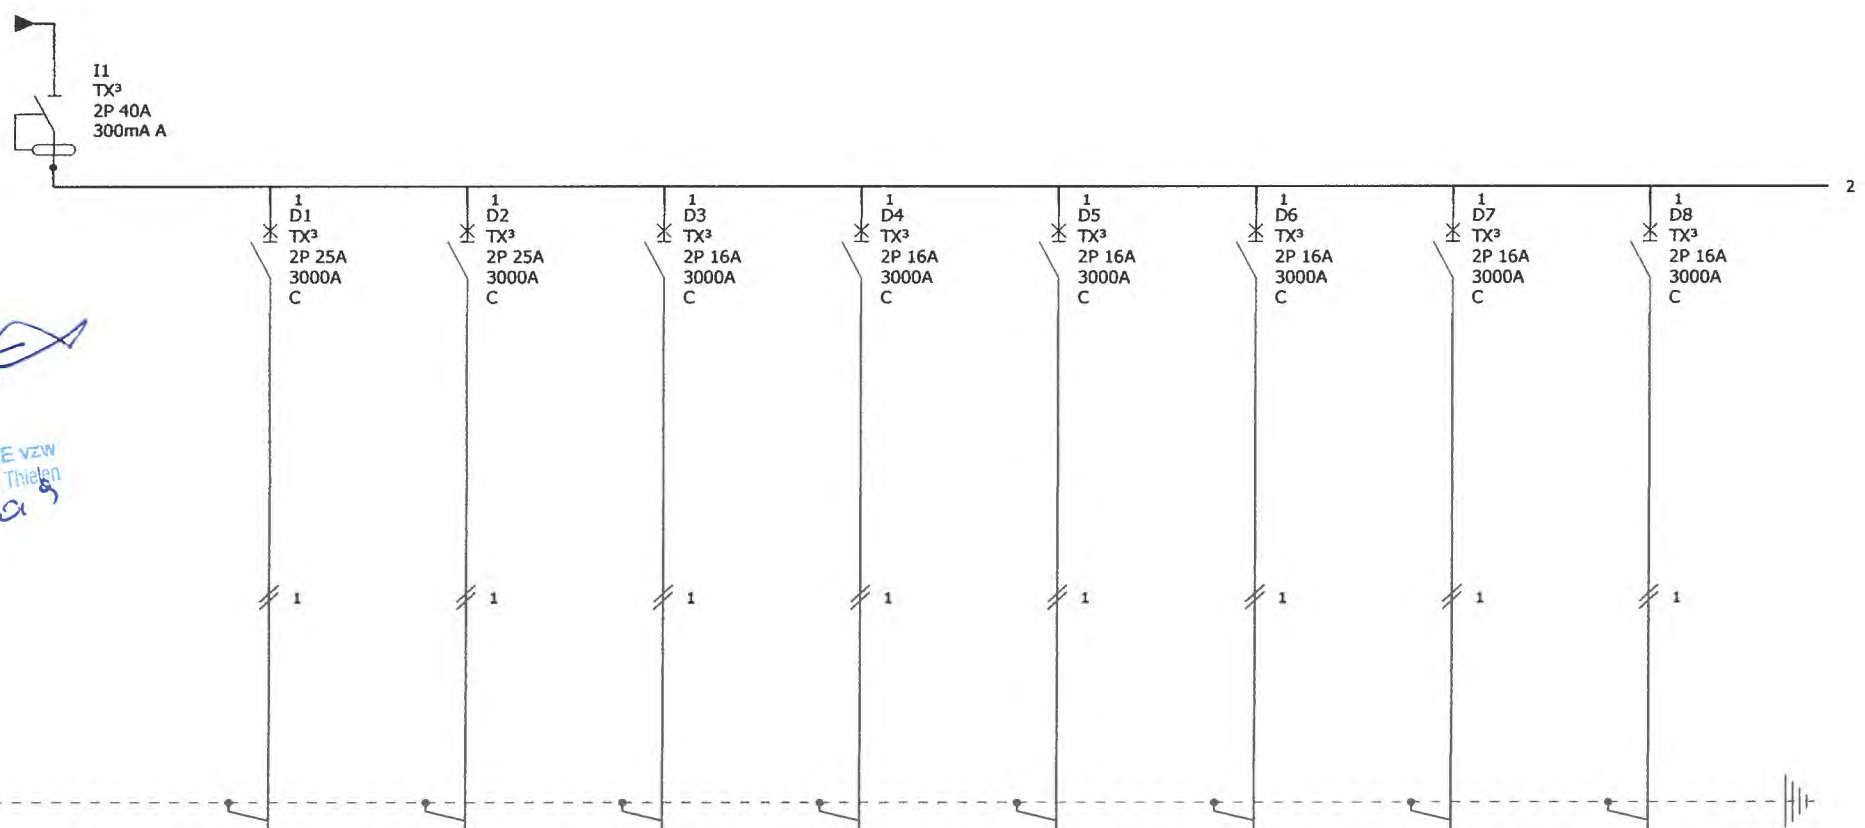 I1
TX³
2P 40A
300mA A
2
1
D1
TX³
2P 25A
3000A
C
1
D2
TX³
2P 25A
3000A
C
1
D3
TX³
2P 16A
3000A
C
1
D4
TX³
2P 16A
3000A
C
1
D5
TX³
2P 16A
3000A
C
1
D6
TX³
2P 16A
3000A
C
1
D7
TX³
2P 16A
3000A
C
1
D8
TX³
2P 16A
3000A
C
E vzw
Thielen
1
1
1
1
1
1
1
1